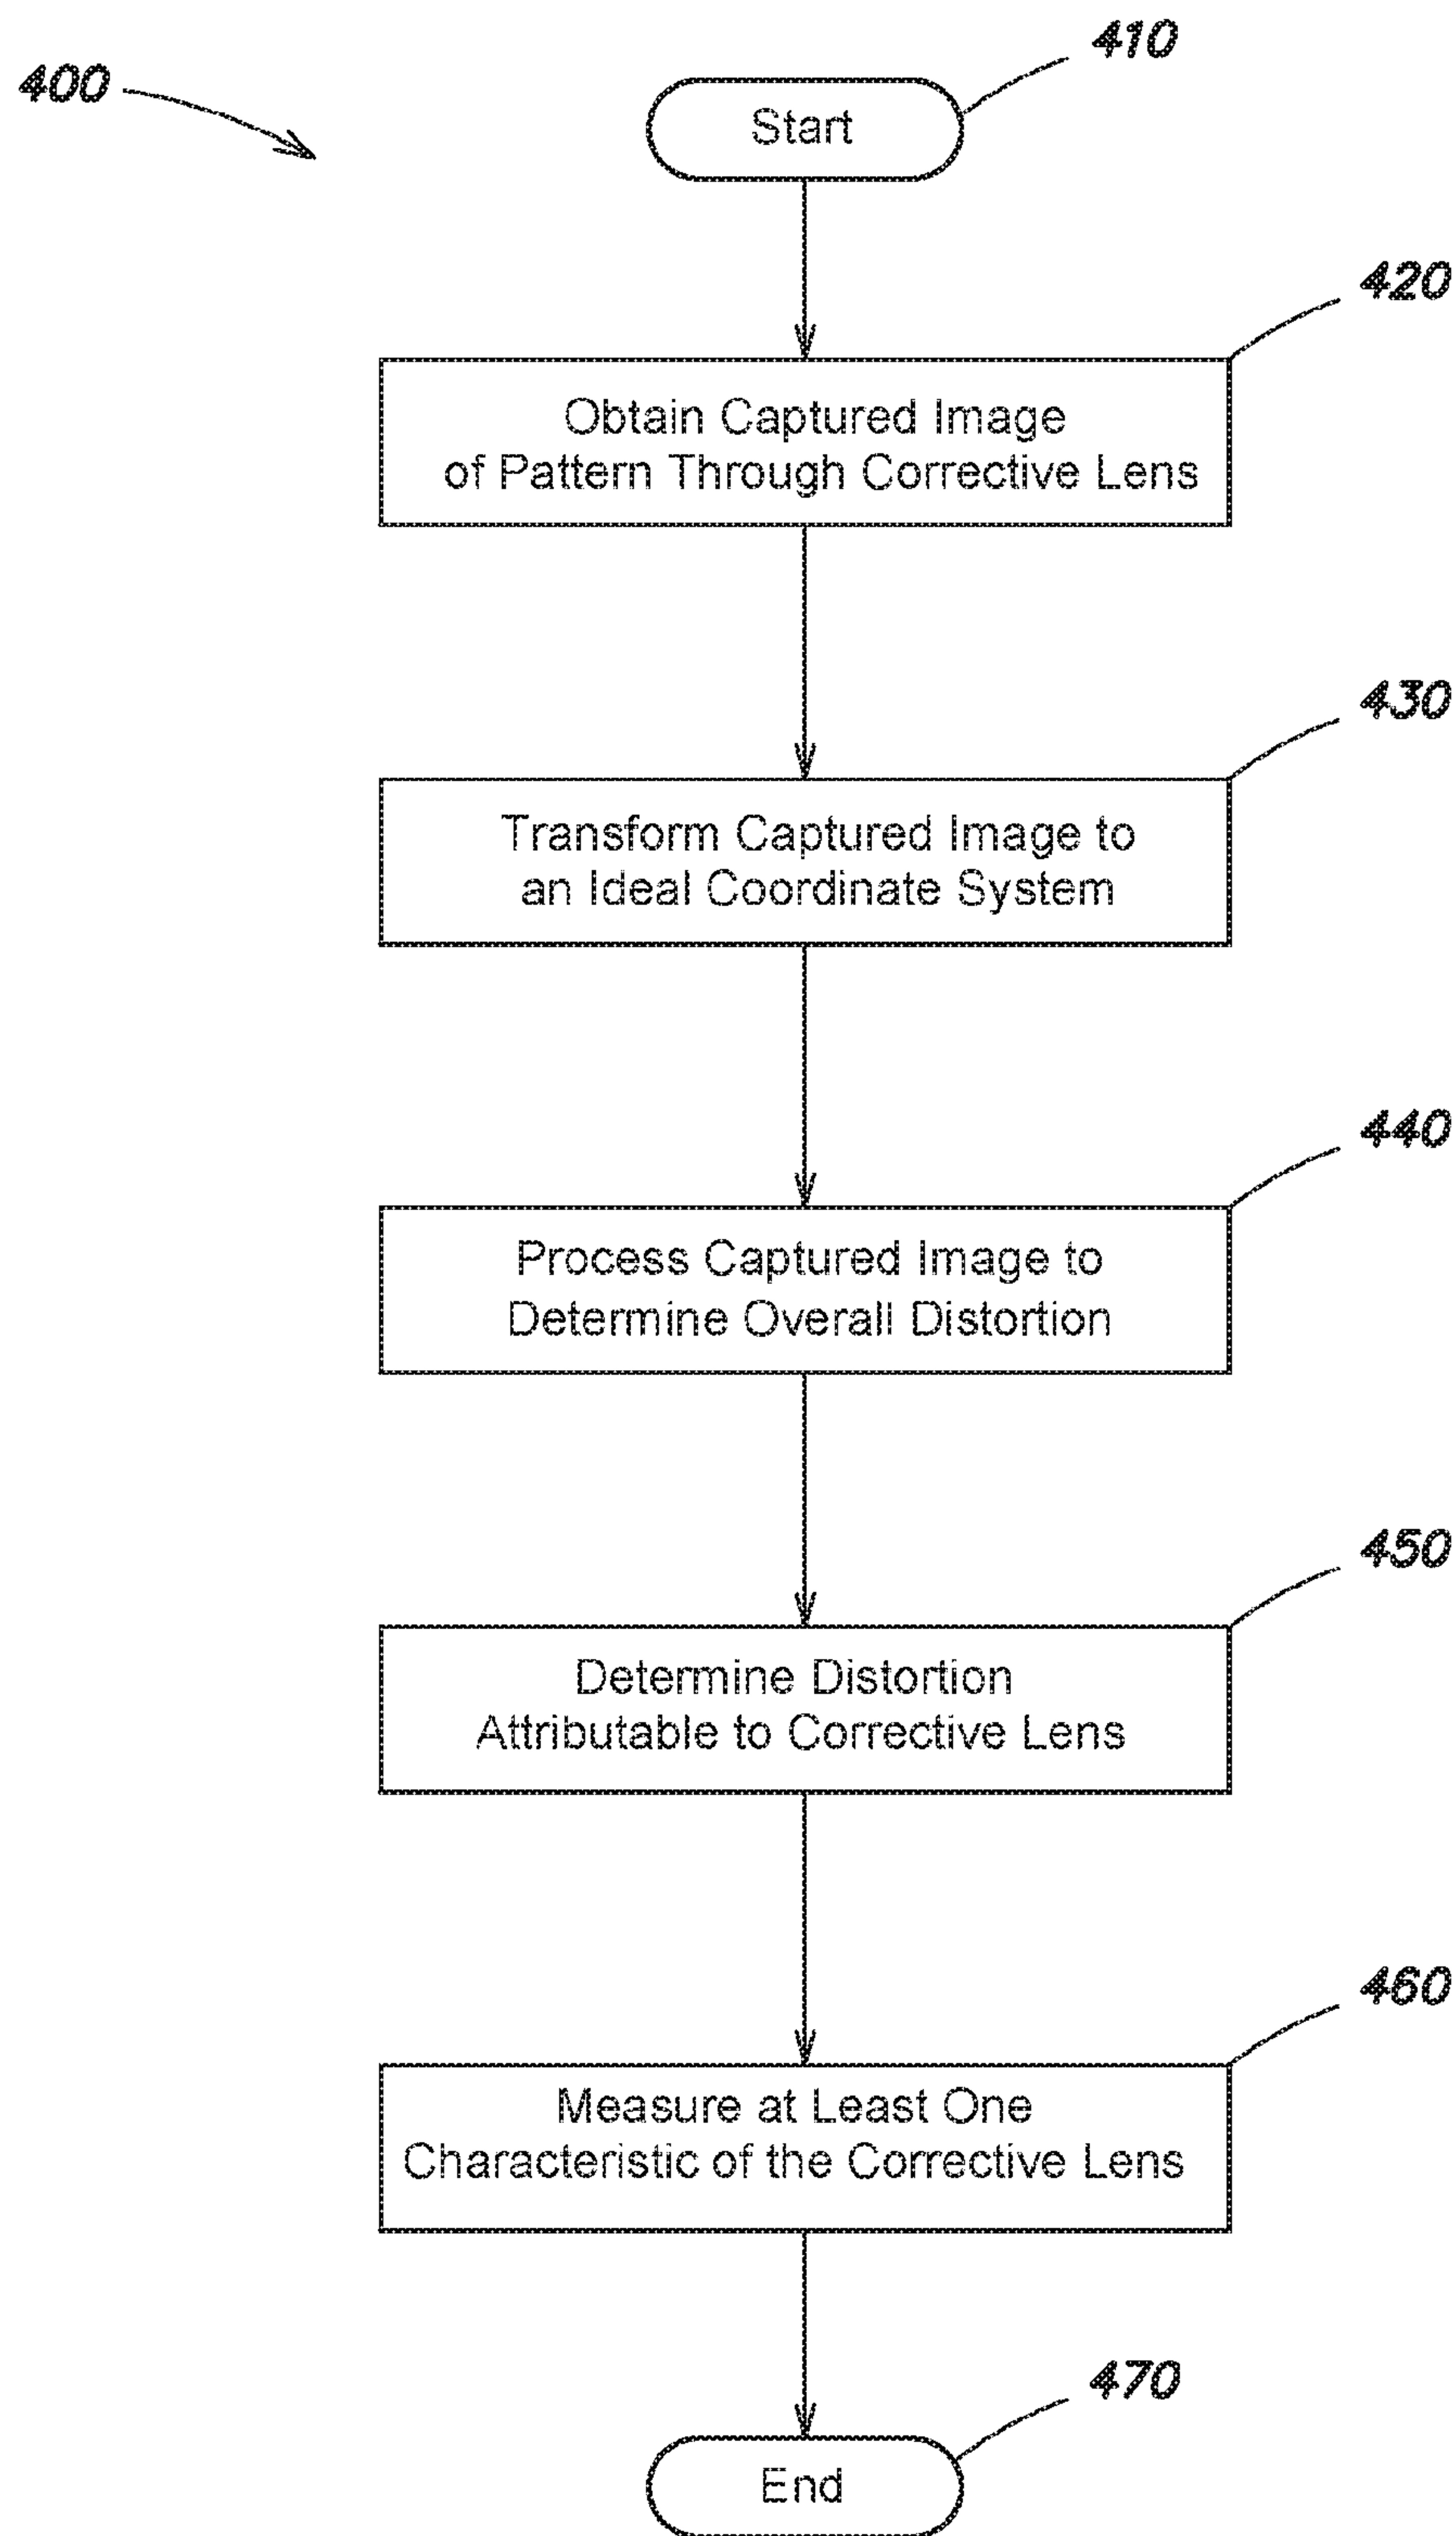 400
410
Start
420
Obtain Captured Image
of Pattern Through Corrective Lens
430
Transform Captured Image to
an Ideal Coordinate System
440
Process Captured Image to
Determine Overall Distortion
450
Determine Distortion
Attributable to Corrective Lens
460
Measure at Least One
Characteristic of the Corrective Lens
470
End